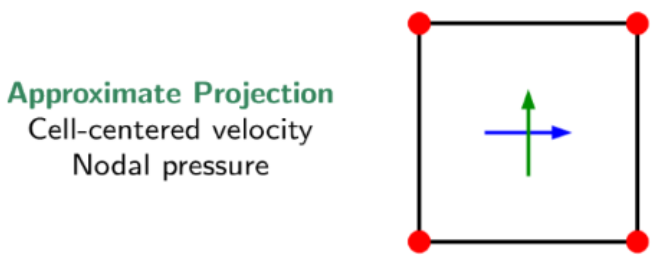 Approximate Projection
Cell-centered velocity
Nodal pressure